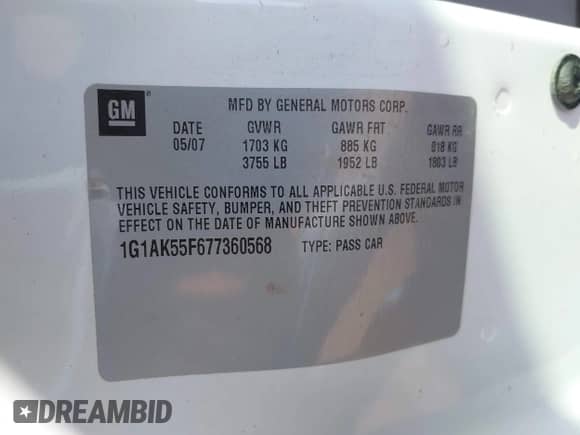 GM ® MFD BY GENERAL MOTORS CORP.
DATE GVWR GAWR FRT GAWR RR
05/07 1703 KG 885 KG 818 KG
3755 LB 1952 LB 1803 LB
THIS VEHICLE CONFORMS TO ALL APPLICABLE U.S. FEDERAL MOTOR
VEHICLE SAFETY, BUMPER, AND THEFT PREVENTION STANDARDS IN
EFFECT ON THE DATE OF MANUFACTURE SHOWN ABOVE.
1G1AK55F677360568 TYPE: PASS CAR
DREAMBID